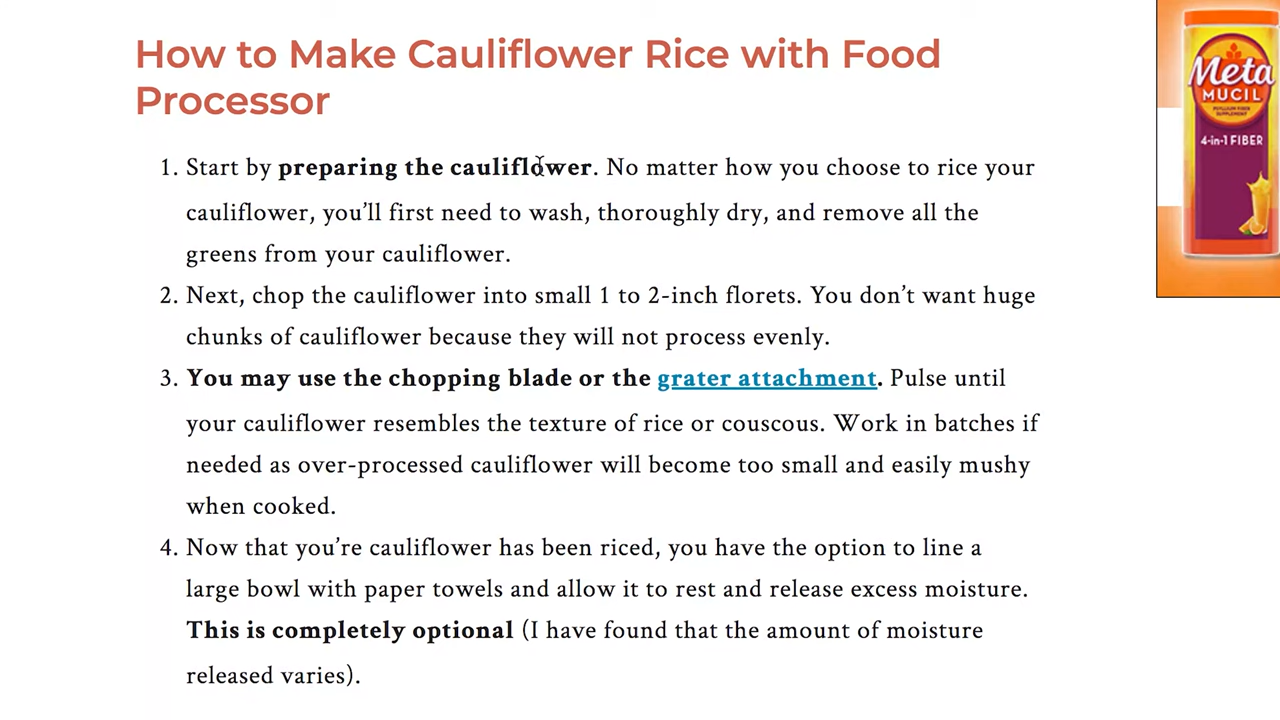 How to Make Cauliflower Rice with Food
Processor
1. Start by preparing the cauliflower. No matter how you choose to rice your
cauliflower, you'll first need to wash, thoroughly dry, and remove all the
greens from your cauliflower.
2. Next, chop the cauliflower into small 1 to 2-inch florets. You don't want huge
chunks of cauliflower because they will not process evenly.
3. You may use the chopping blade or the grater attachment. Pulse until
your cauliflower resembles the texture of rice or couscous. Work in batches if
needed as over-processed cauliflower will become too small and easily mushy
when cooked.
4. Now that you're cauliflower has been riced, you have the option to line a
large bowl with paper towels and allow it to rest and release excess moisture.
This is completely optional (I have found that the amount of moisture
released varies).
Meta
MUCIL
PSYLLIUM FIBER
SUPPLEMENT
4-in-1 FIBER